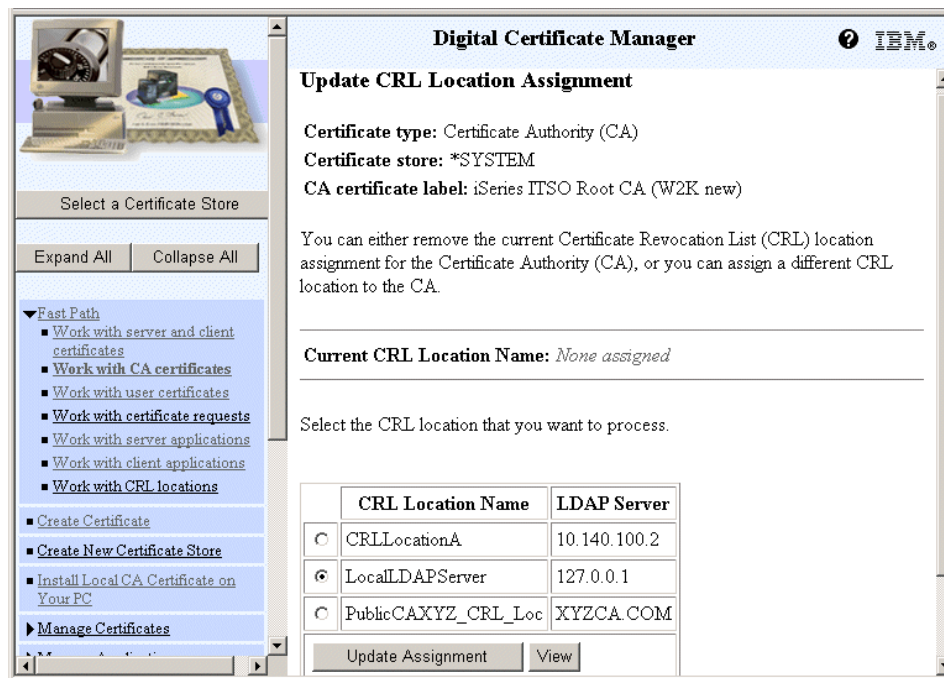 Digital Certificate Manager
IBM®
Select a Certificate Store
Expand All
Collapse All
Fast Path
Work with server and client
certificates
Work with CA certificates
Work with user certificates
Work with certificate requests
Work with server applications
Work with client applications
Work with CRL locations
Create Certificate
Create New Certificate Store
Install Local CA Certificate on
Your PC
Manage Certificates
Update CRL Location Assignment
Certificate type: Certificate Authority (CA)
Certificate store: *SYSTEM
CA certificate label: iSeries ITSO Root CA (W2K new)
You can either remove the current Certificate Revocation List (CRL) location
assignment for the Certificate Authority (CA), or you can assign a different CRL
location to the CA.
Current CRL Location Name: None assigned
Select the CRL location that you want to process.
CRL Location Name LDAP Server
CRLLocationA 10.140.100.2
LocalLDAPServer 127.0.0.1
PublicCAXYZ_CRL_Loc XYZCA.COM
Update Assignment View